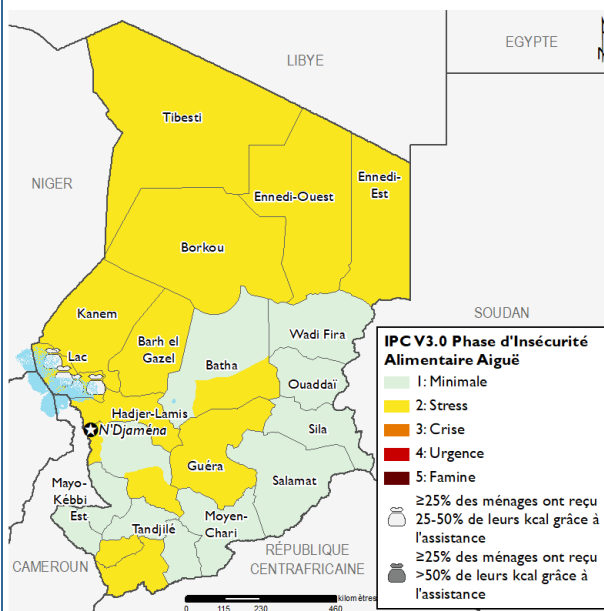 LIBYE
EGYPTE
N
Tibesti
NIGER
Ennedi-Ouest
Ennedi-
Est
Borkou
Kanem
SOUDAN
Lac
Barh el
Gazel
Batha
Wadi Fira
Ouaddaï
Hadjer-Lamis
N'Djaména
Sila
Guéra
Salamat
Mayo-
Kébbi
Est
Tandjilé
Moyen-
Chari
CAMEROUN
RÉPUBLIQUE
CENTRAFRICAINE
kilomètres
0 115 230 460
IPC V3.0 Phase d'Insécurité
Alimentaire Aiguë
1: Minimale
2: Stress
3: Crise
4: Urgence
5: Famine
≥25% des ménages ont reçu
25-50% de leurs kcal grâce à
l'assistance
≥25% des ménages ont reçu
>50% de leurs kcal grâce à
l'assistance